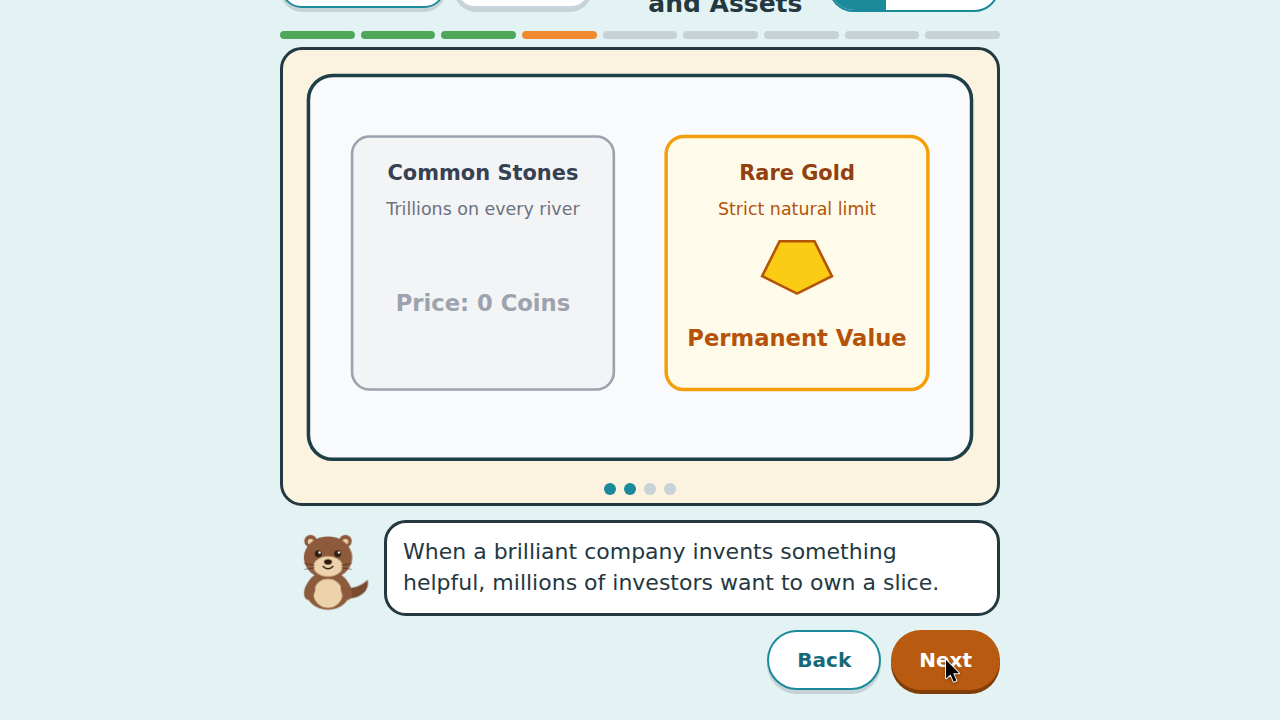 and Assets
Common Stones
Trillions on every river
Price: 0 Coins
Rare Gold
Strict natural limit
Permanent Value
When a brilliant company invents something
helpful, millions of investors want to own a slice.
Back
Next